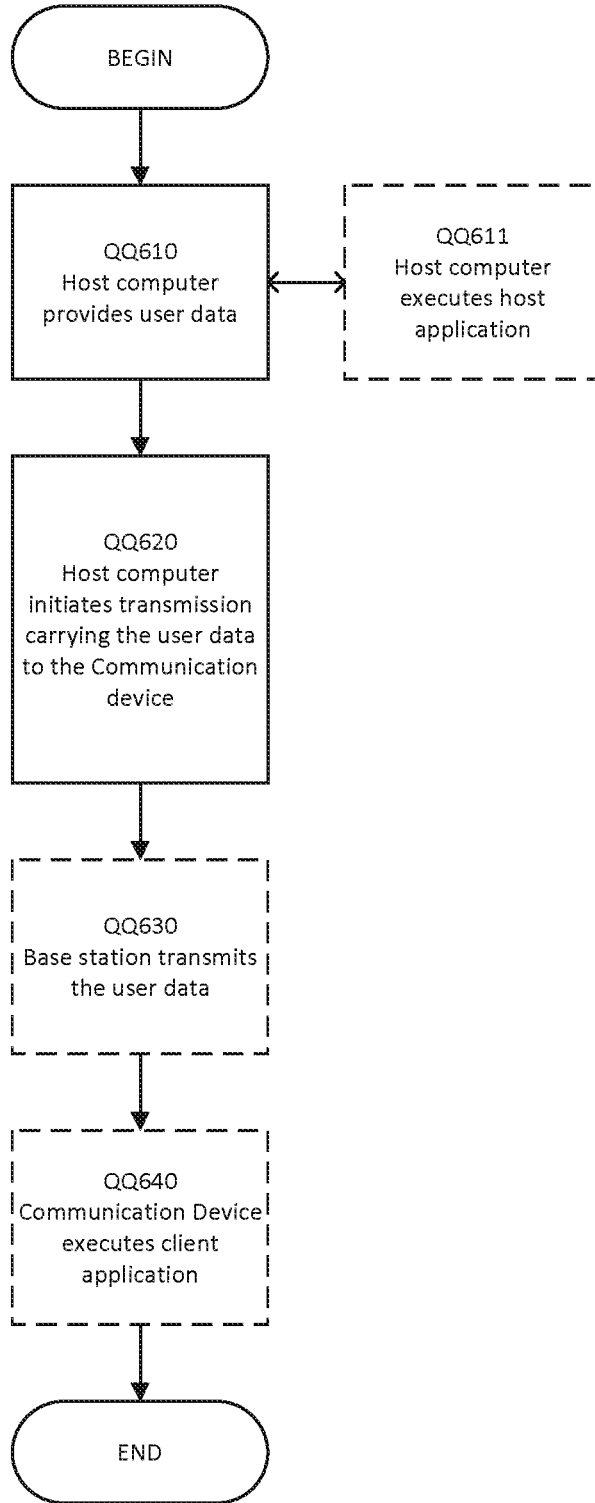 BEGIN
QQ610
Host computer
provides user data
QQ611
Host computer
executes host
application
QQ620
Host computer
initiates transmission
carrying the user data
to the Communication
device
QQ630
Base station transmits
the user data
QQ640
Communication Device
executes client
application
END